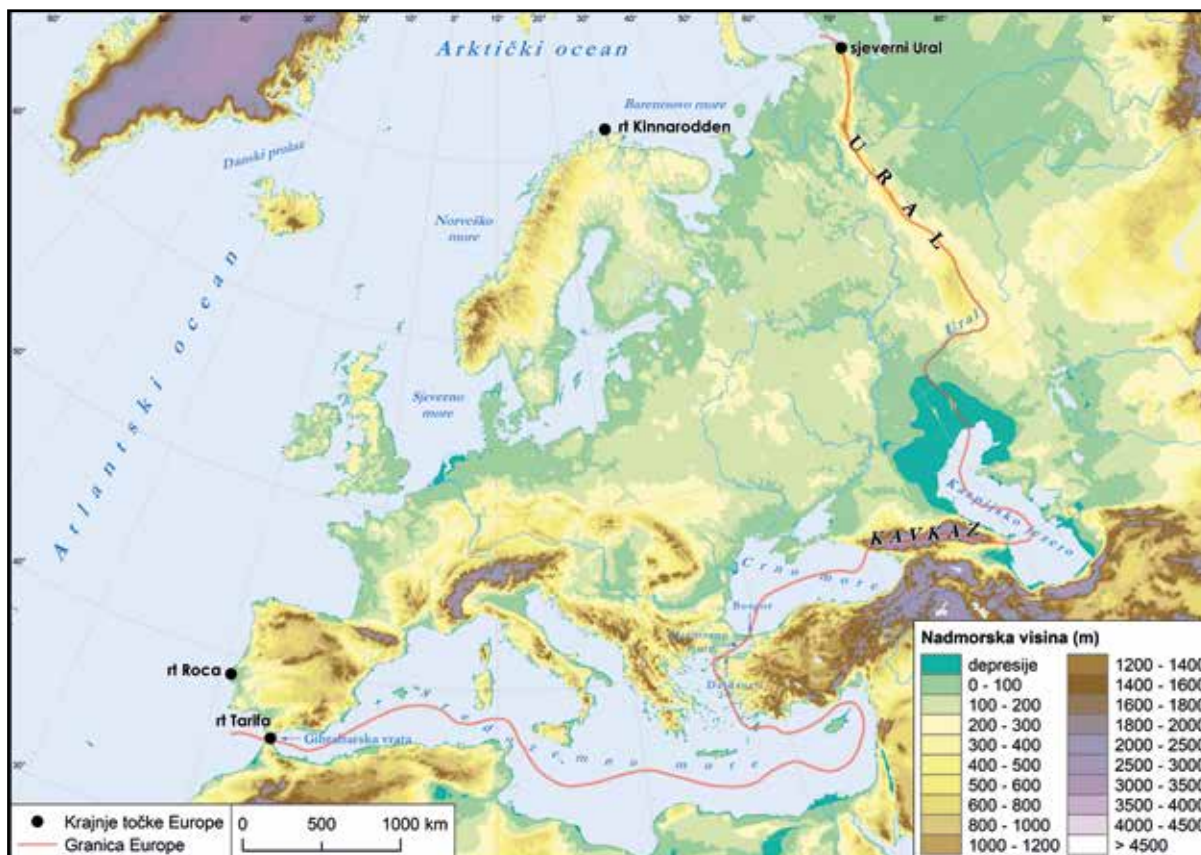 Arktički ocean
sjeverni Ural
Barencovo more
rt Kinnarodden
Danski prolaz
URAL
Norveško more
Atlantski ocean
Ural
Sjeverno more
Kaspijsko jezero
KAVKAZ
Crno more
Bospor
rt Roca
rt Tarifa
Gibraltarska vrata
Sredozemno more
Nadmorska visina (m)
depresije
0 - 100
100 - 200
200 - 300
300 - 400
400 - 500
500 - 600
600 - 800
800 - 1000
1000 - 1200
1200 - 1400
1400 - 1600
1600 - 1800
1800 - 2000
2000 - 2500
2500 - 3000
3000 - 3500
3500 - 4000
4000 - 4500
> 4500
Krajnje točke Europe
Granica Europe
0 500 1000 km